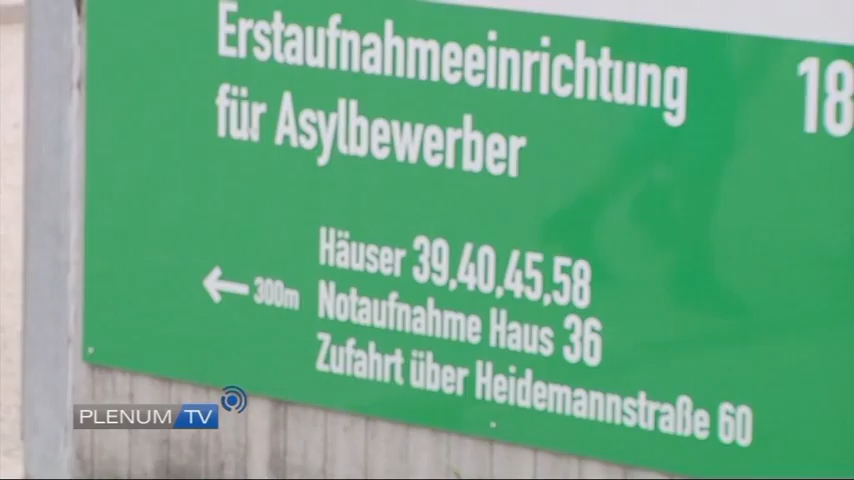 Erstaufnahmeeinrichtung 18
für Asylbewerber
Häuser 39,40,45,58
← 300m
Notaufnahme Haus 36
Zufahrt über Heidemannstraße 60
PLENUM TV